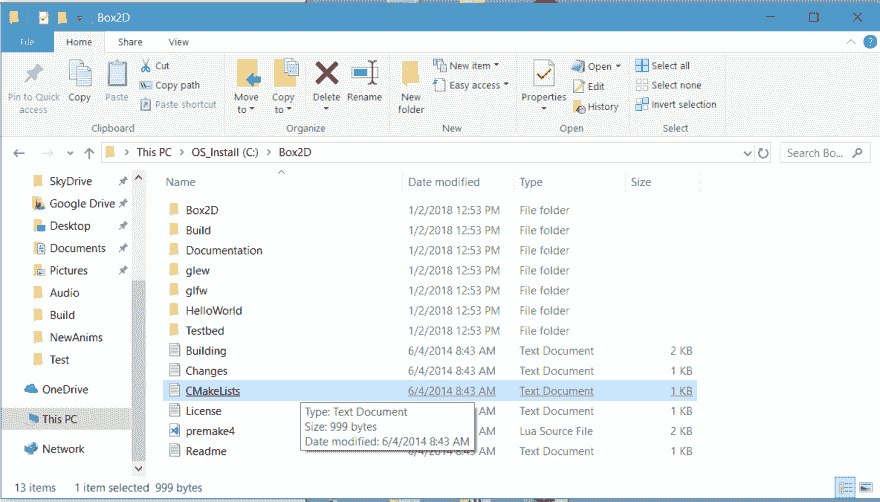 Box2D
File Home Share View
Pin to Quick access
Copy
Paste
Cut
Copy path
Paste shortcut
Clipboard
Move to
Copy to
Delete
Rename
Organize
New folder
New item
Easy access
New
Properties
Open
Edit
History
Open
Select all
Select none
Invert selection
Select
This PC > OS_Install (C:) > Box2D
Search Bo...
SkyDrive
Google Drive
Desktop
Documents
Pictures
Audio
Build
NewAnims
Test
OneDrive
This PC
Network
Name Date modified Type Size
Box2D 1/2/2018 12:53 PM File folder
Build 1/2/2018 12:53 PM File folder
Documentation 1/2/2018 12:53 PM File folder
glew 1/2/2018 12:53 PM File folder
glfw 1/2/2018 12:53 PM File folder
HelloWorld 1/2/2018 12:53 PM File folder
Testbed 1/2/2018 12:53 PM File folder
Building 6/4/2014 8:43 AM Text Document 2 KB
Changes 6/4/2014 8:43 AM Text Document 1 KB
CMakeLists 6/4/2014 8:43 AM Text Document 1 KB
License AM Text Document 1 KB
premake4 AM Lua Source File 2 KB
Readme 6/4/2014 8:43 AM Text Document 1 KB
Type: Text Document
Size: 999 bytes
Date modified: 6/4/2014 8:43 AM
13 items 1 item selected 999 bytes